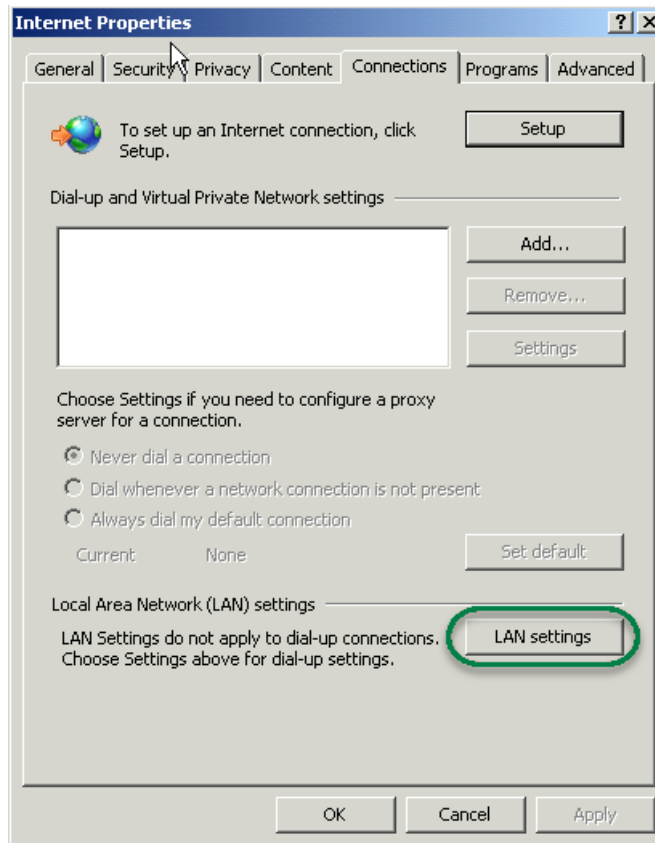 Internet Properties
General Security Privacy Content Connections Programs Advanced
To set up an Internet connection, click
Setup.
Setup
Dial-up and Virtual Private Network settings
Add...
Remove...
Settings
Choose Settings if you need to configure a proxy
server for a connection.
Never dial a connection
Dial whenever a network connection is not present
Always dial my default connection
Current None
Set default
Local Area Network (LAN) settings
LAN Settings do not apply to dial-up connections.
Choose Settings above for dial-up settings.
LAN settings
OK Cancel Apply